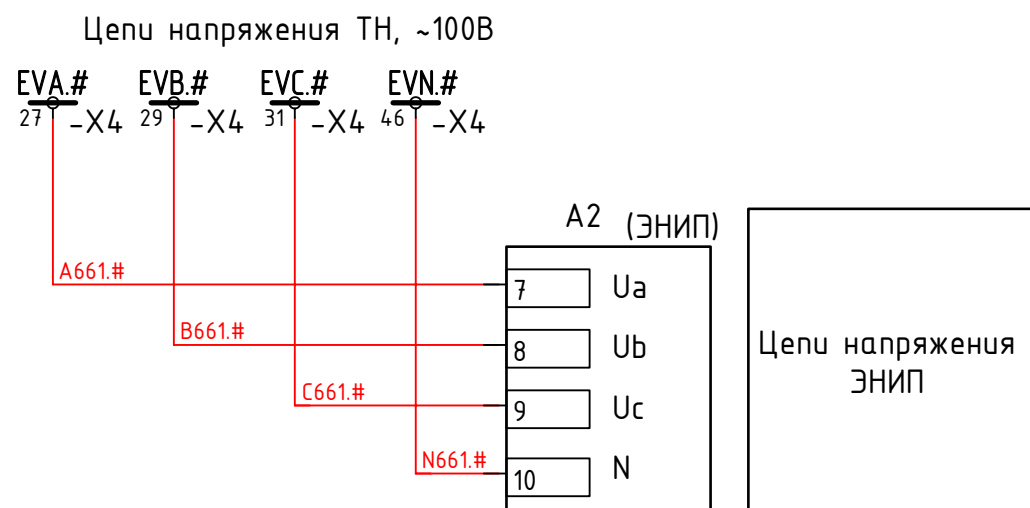 Цепи напряжения ТН, ~100В
EVA.# EVB.# EVC.# EVN.#
27 -X4 29 -X4 31 -X4 46 -X4
A2 (ЭНИП)
A661.#
7 Ua
B661.#
8 Ub
C661.#
9 Uc
N661.#
10 N
Цепи напряжения
ЭНИП